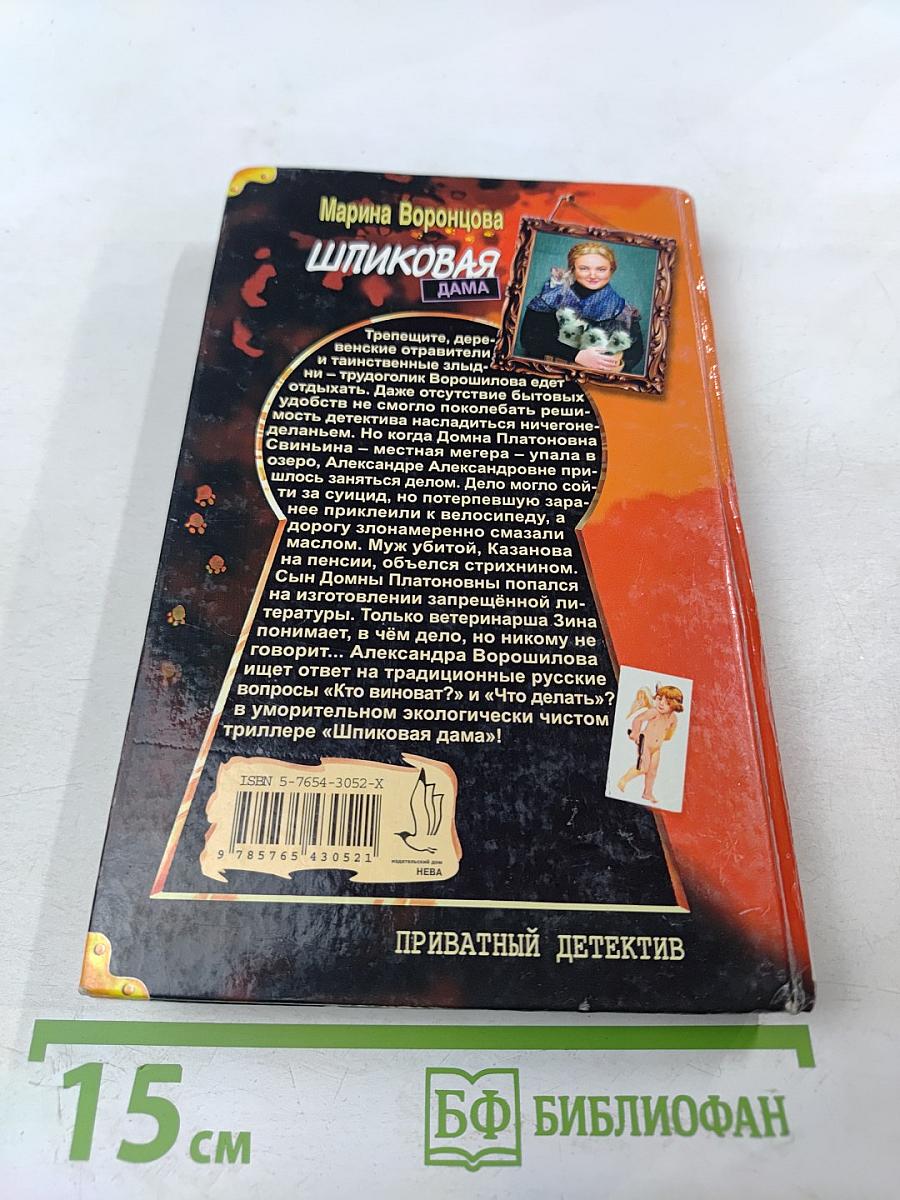 Марина Воронцова
ШПИКОВАЯ
ДАМА
Трепещите, дере-
венские отравители
и таинственные злыд-
ни – трудоголик Ворошилова едет
отдыхать. Даже отсутствие бытовых
удобств не смогло поколебать реши-
мость детектива насладиться ничегоне-
деланьем. Но когда Домна Платоновна
Свиньина – местная мегера – упала в
озеро, Александре Александровне при-
шлось заняться делом. Дело могло сой-
ти за суицид, но потерпевшую зара-
нее приклеили к велосипеду, а
дорогу злонамеренно смазали
маслом. Муж убитой, Казанова
на пенсии, объелся стрихнином.
Сын Домны Платоновны попался
на изготовлении запрещённой ли-
тературы. Только ветеринарша Зина
понимает, в чём дело, но никому не
говорит... Александра Ворошилова
ищет ответ на традиционные русские
вопросы «Кто виноват?» и «Что делать»?
в уморительном экологически чистом
триллере «Шпиковая дама»!
ISBN 5-7654-3052-X
9 785765 430521
издательский дом
НЕВА
ПРИВАТНЫЙ ДЕТЕКТИВ
15 см
БФ БИБЛИОФАН